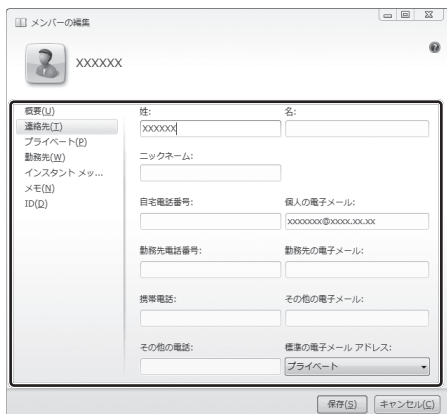 メンバーの編集
XXXXXX
概要(U)
連絡先(T)
プライベート(P)
勤務先(W)
インスタント メッ...
メモ(N)
ID(D)
姓:
名:
XXXXXX
ニックネーム:
自宅電話番号:
個人の電子メール:
xxxxxxx@xxxx.xx.xx
勤務先電話番号:
勤務先の電子メール:
携帯電話:
その他の電子メール:
その他の電話:
標準の電子メール アドレス:
プライベート
保存(S)
キャンセル(C)